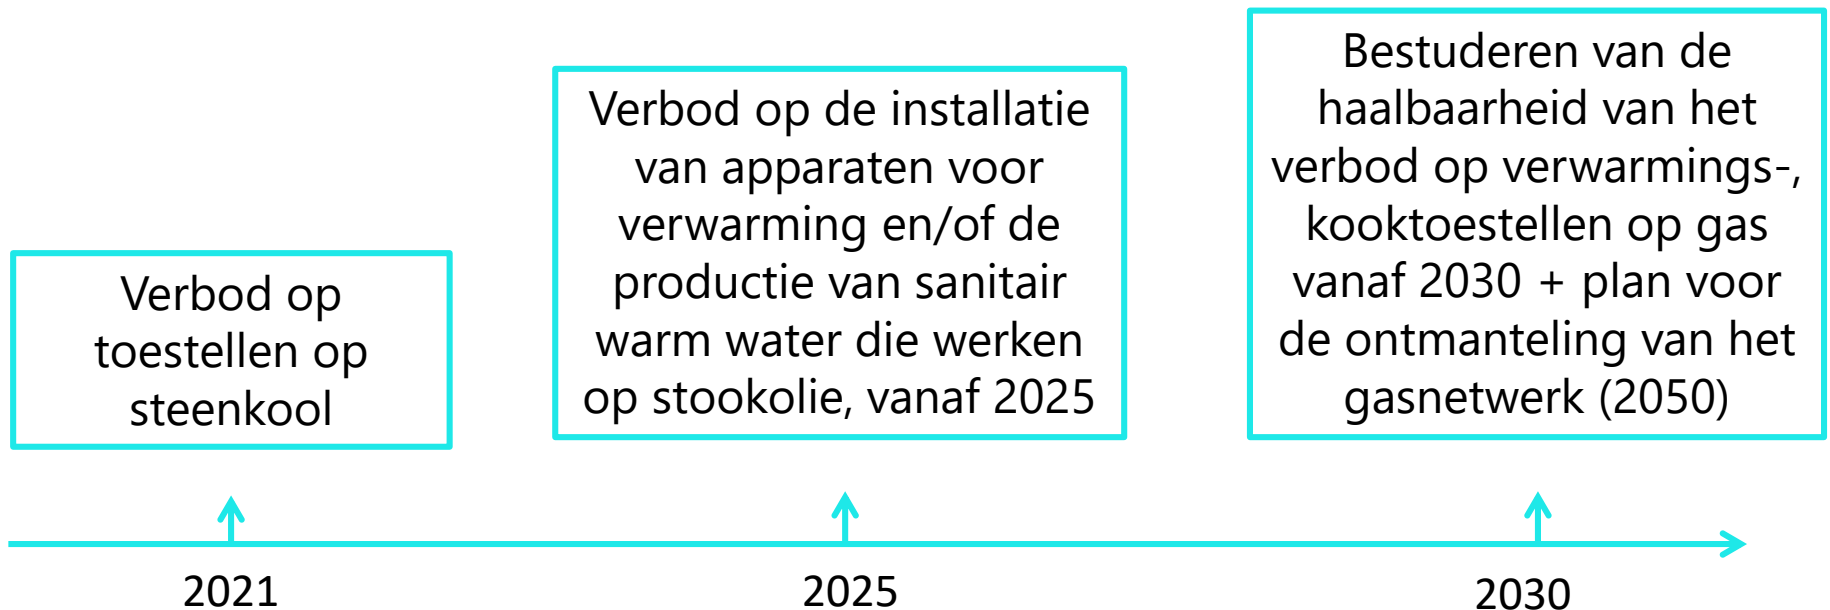 Verbod op
toestellen op
steenkool
Verbod op de installatie
van apparaten voor
verwarming en/of de
productie van sanitair
warm water die werken
op stookolie, vanaf 2025
Bestuderen van de
haalbaarheid van het
verbod op verwarmings-,
kooktoestellen op gas
vanaf 2030 + plan voor
de ontmanteling van het
gasnetwerk (2050)
2021
2025
2030